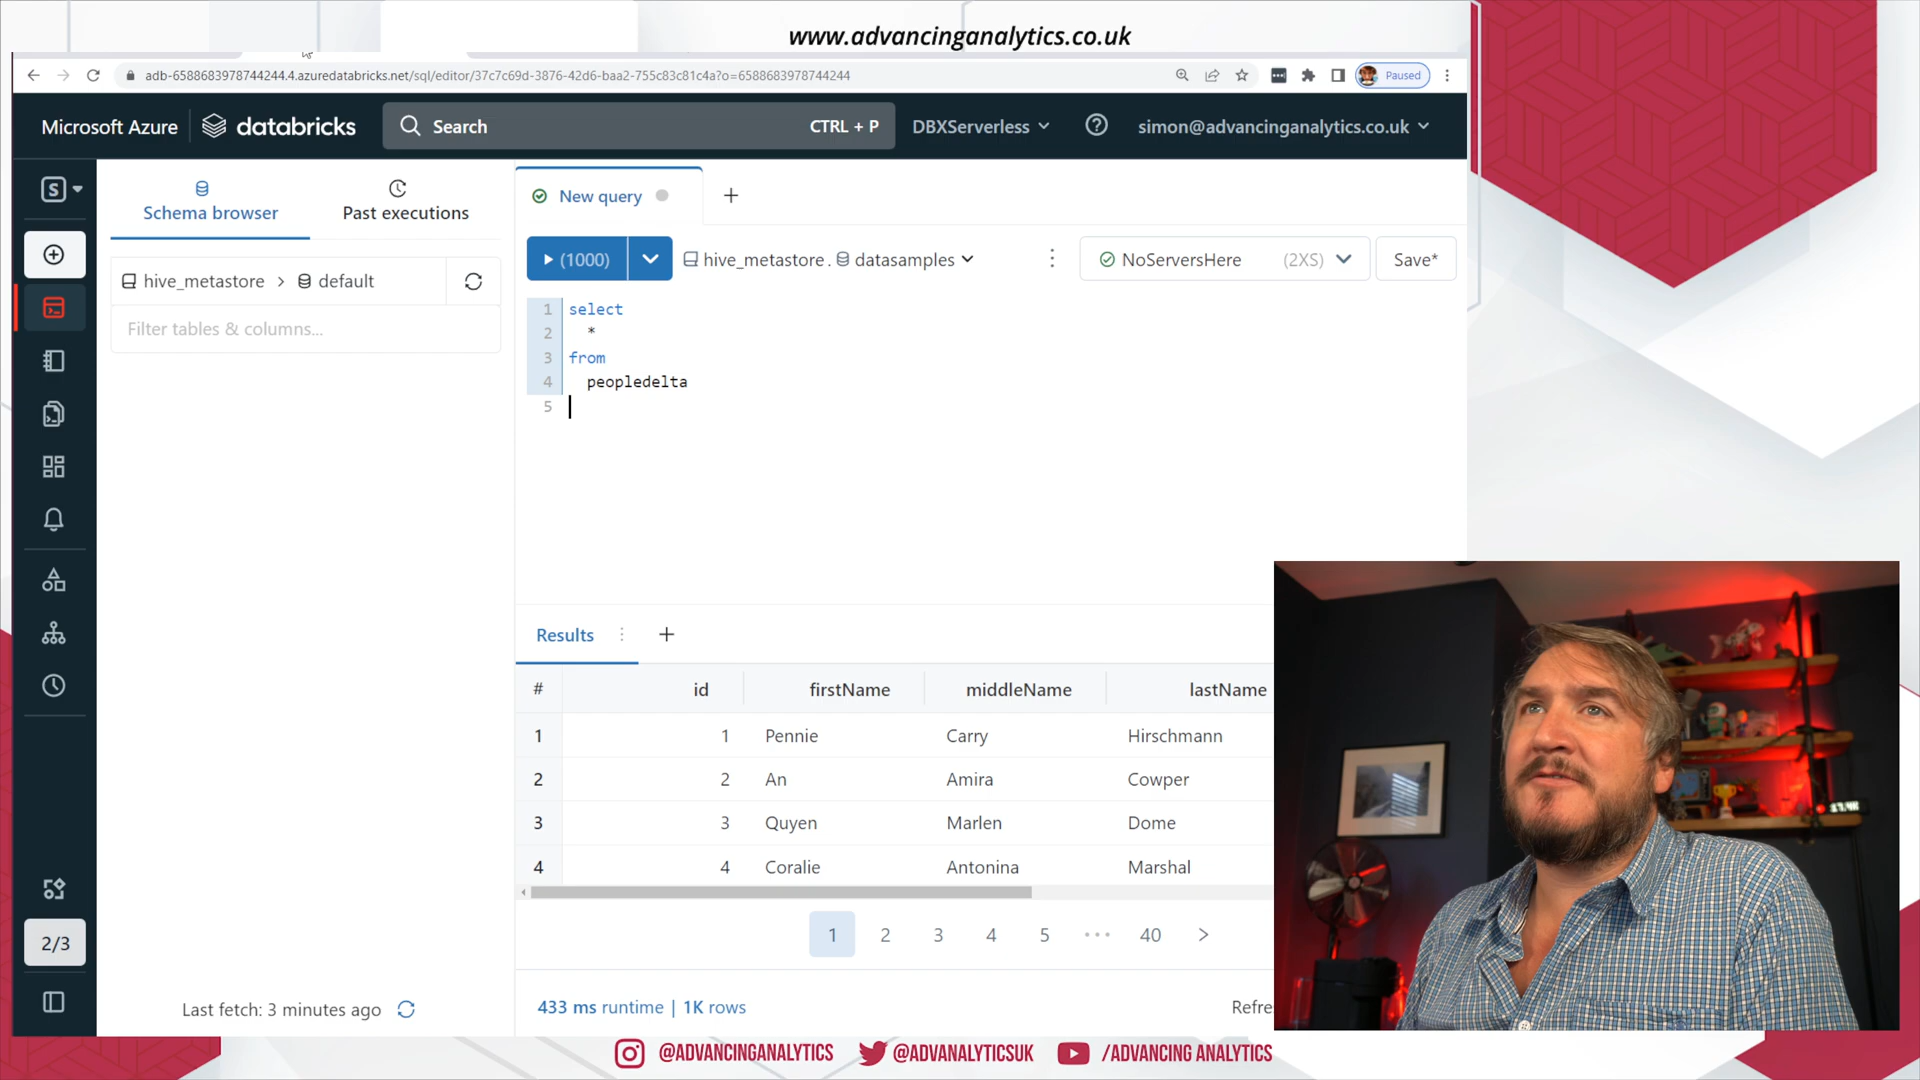 www.advancinganalytics.co.uk
adb-6588683978744244.4.azuredatabricks.net/sql/editor/37c7c69d-3876-42d6-baa2-755c83c81c4a?o=6588683978744244
Paused
Microsoft Azure
databricks
Search
CTRL + P
DBXServerless
simon@advancinganalytics.co.uk
S
Schema browser
Past executions
New query
hive_metastore > default
Filter tables & columns...
(1000)
hive_metastore. datasamples
NoServersHere (2XS)
Save*
1 select
2 *
3 from
4 peopledelta
5
Results
# id firstName middleName lastName
1 1 Pennie Carry Hirschmann
2 2 An Amira Cowper
3 3 Quyen Marlen Dome
4 4 Coralie Antonina Marshal
1 2 3 4 5 ... 40 >
2/3
Last fetch: 3 minutes ago
433 ms runtime | 1K rows
Refre
@ADVANCINGANALYTICS
@ADVANALYTICSUK
/ADVANCING ANALYTICS